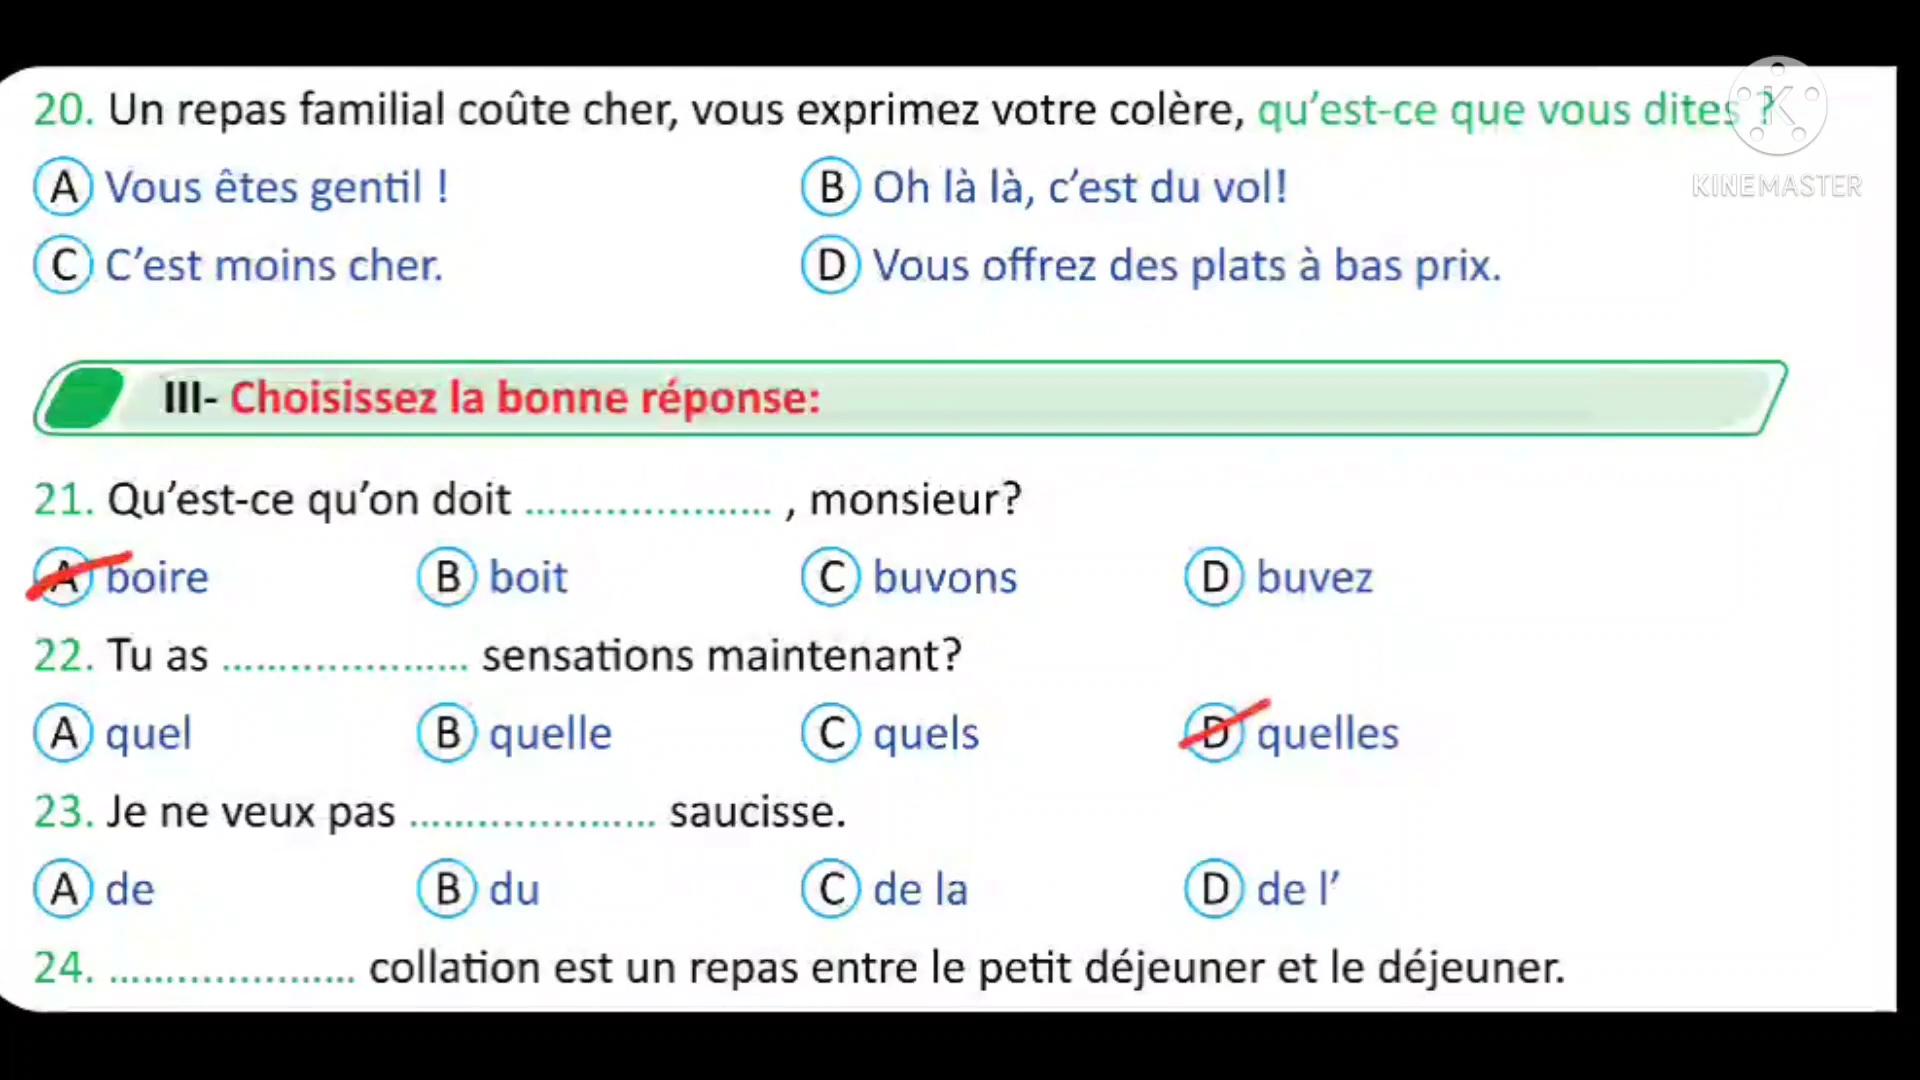 20. Un repas familial coûte cher, vous exprimez votre colère, qu’est-ce que vous dites ?
KINEMASTER
A Vous êtes gentil !
B Oh là là, c’est du vol!
C C’est moins cher.
D Vous offrez des plats à bas prix.
III- Choisissez la bonne réponse:
21. Qu’est-ce qu’on doit ...................... , monsieur?
A boire B boit C buvons D buvez
22. Tu as ...................... sensations maintenant?
A quel B quelle C quels D quelles
23. Je ne veux pas ...................... saucisse.
A de B du C de la D de l’
24. ...................... collation est un repas entre le petit déjeuner et le déjeuner.